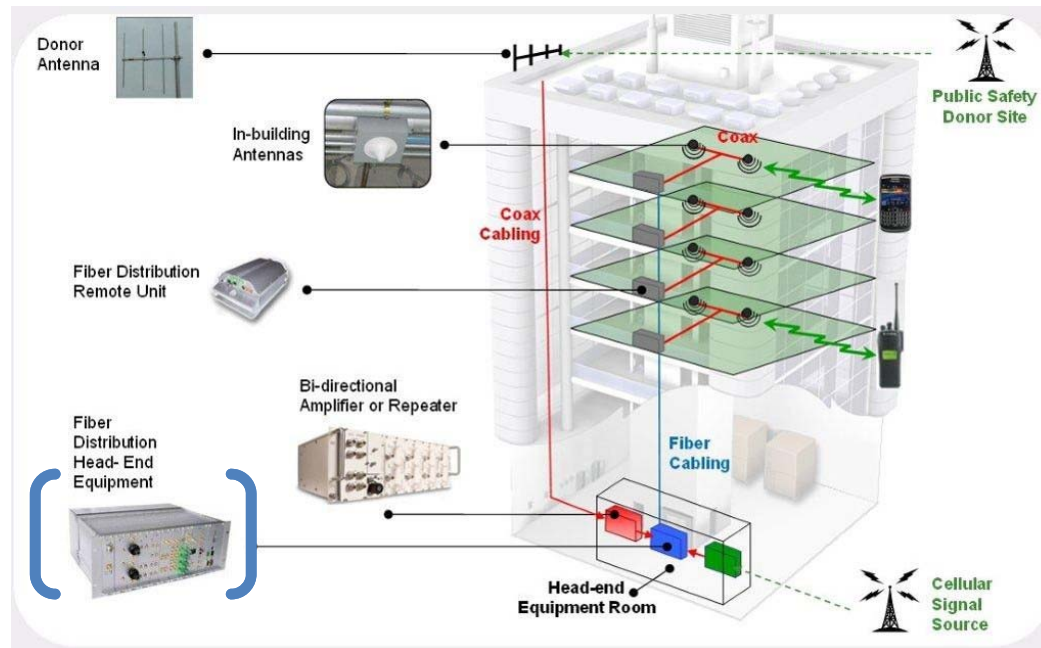 Donor
Antenna
Public Safety
Donor Site
In-building
Antennas
Coax
Coax
Cabling
Fiber Distribution
Remote Unit
Bi-directional
Amplifier or Repeater
Fiber
Distribution
Head- End
Equipment
Fiber
Cabling
Head-end
Equipment Room
Cellular
Signal
Source